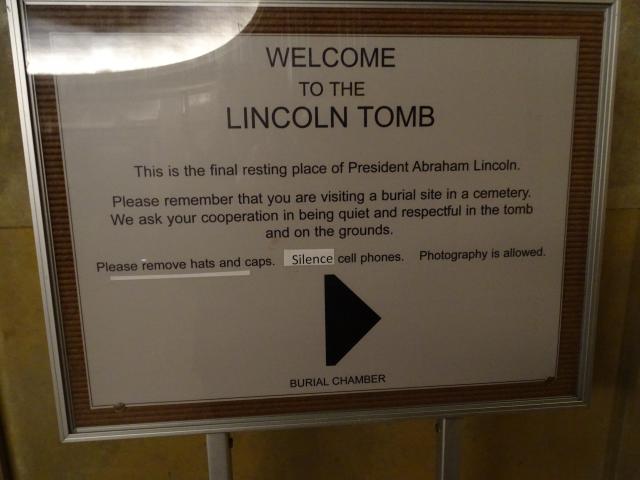 WELCOME
TO THE
LINCOLN TOMB
This is the final resting place of President Abraham Lincoln.
Please remember that you are visiting a burial site in a cemetery.
We ask your cooperation in being quiet and respectful in the tomb
and on the grounds.
Please remove hats and caps. Silence cell phones. Photography is allowed.
BURIAL CHAMBER